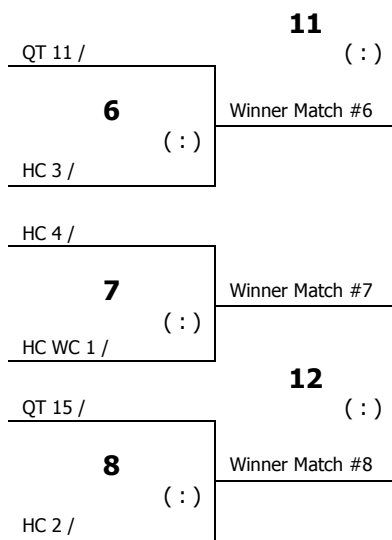 11
QT 11 /
( : )
6
Winner Match #6
( : )
HC 3 /
HC 4 /
7
Winner Match #7
( : )
HC WC 1 /
12
QT 15 /
( : )
8
Winner Match #8
( : )
HC 2 /